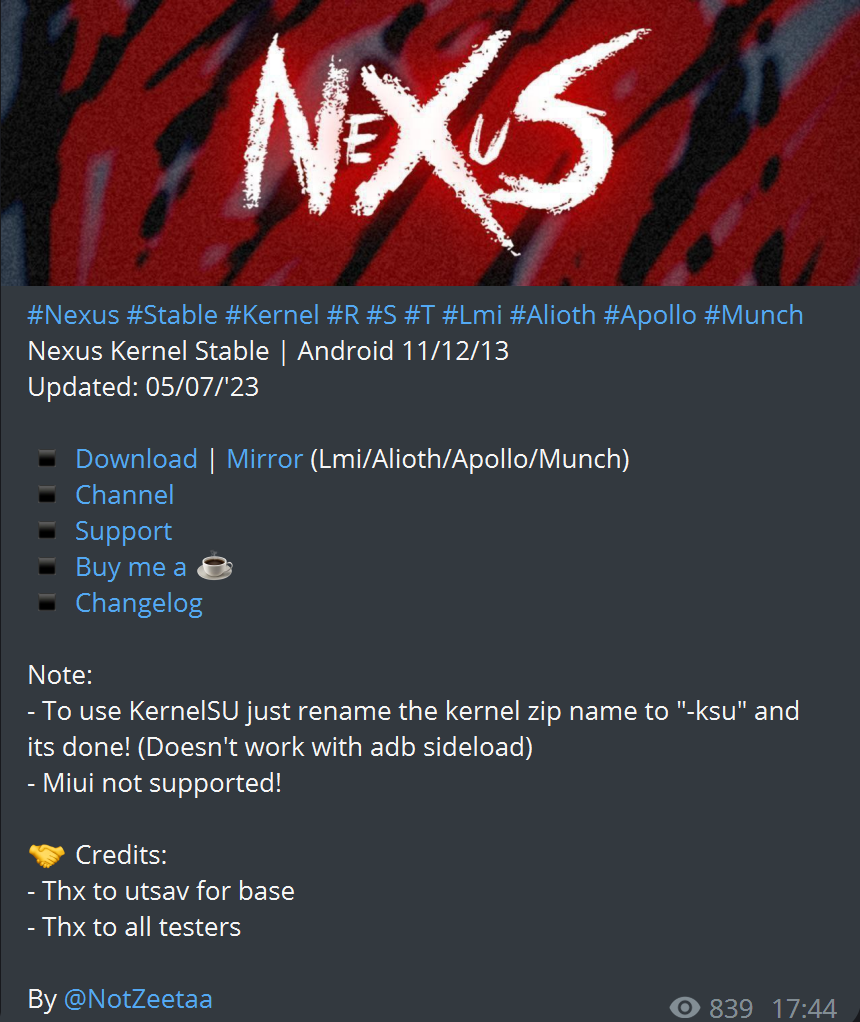 NeXuS
#Nexus #Stable #Kernel #R #S #T #Lmi #Alioth #Apollo #Munch
Nexus Kernel Stable | Android 11/12/13
Updated: 05/07/'23
▪ Download | Mirror (Lmi/Alioth/Apollo/Munch)
▪ Channel
▪ Support
▪ Buy me a ☕
▪ Changelog
Note:
- To use KernelSU just rename the kernel zip name to "-ksu" and
its done! (Doesn't work with adb sideload)
- Miui not supported!
🤝 Credits:
- Thx to utsav for base
- Thx to all testers
By @NotZeetaa
839 17:44